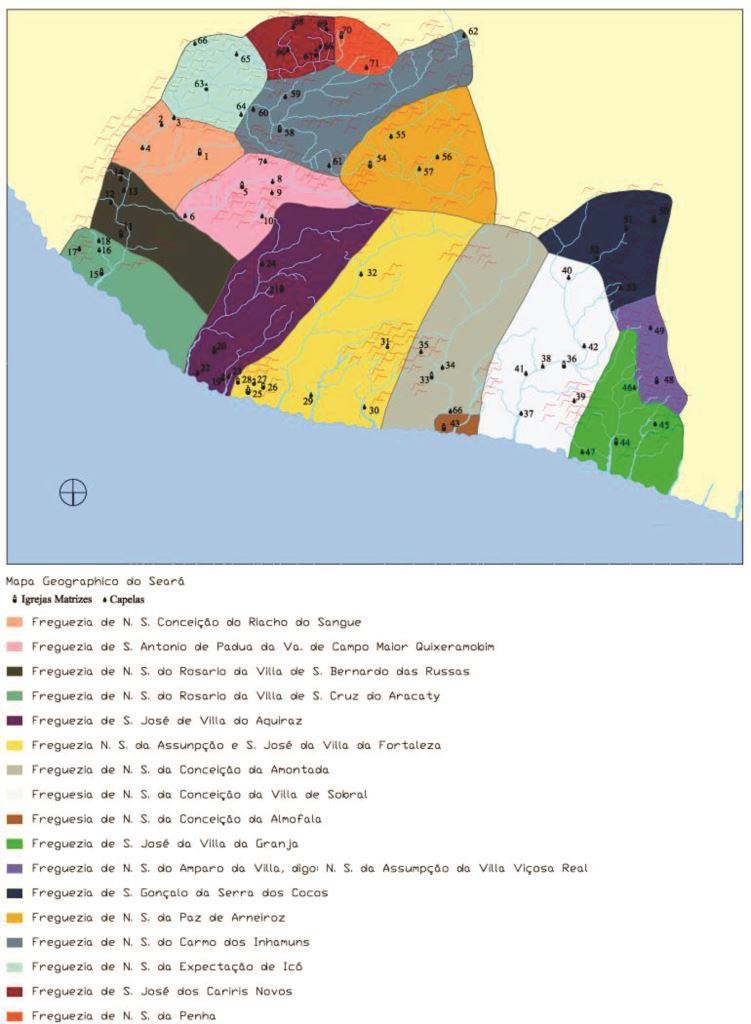 68 69 70 62
66 66 66
65 67 71
63 59
64 60
2 3 58 55
4 1 7 61 54 56
57
14 5 8
12 13 9
6 10 50
11 51
18
17 16 24 52
15 32 40
21 53
49
20 31 35 42
22 34 41 38 36
19 23 28 27 33 46 48
25 26 39
29 30 66 37
43 45
44
47
Mapa Geographico do Seará
Igrejas Matrizes Capelas
Freguezia de N. S. Conceição do Riacho do Sangue
Freguezia de S. Antonio de Padua da Va. de Campo Maior Quixeramobim
Freguezia de N. S. do Rosario da Villa de S. Bernardo das Russas
Freguezia de N. S. do Rosario da Villa de S. Cruz do Aracaty
Freguezia de S. José de Villa do Aquiraz
Freguezia N. S. da Assunpção e S. José da Villa da Fortaleza
Freguezia de N. S. da Conceição da Amontada
Freguesia de N. S. da Conceição da Villa de Sobral
Freguesia de N. S. da Conceição da Almofala
Freguezia de S. José da Villa da Granja
Freguezia de N. S. do Amparo da Villa, digo: N. S. da Assumpção da Villa Viçosa Real
Freguezia de S. Gonçalo da Serra dos Cocos
Freguezia de N. S. da Paz de Arneiroz
Freguezia de N. S. do Carmo dos Inhamuns
Freguezia de N. S. da Expectação de Icó
Freguezia de S. José dos Cariris Novos
Freguezia de N. S. da Penha